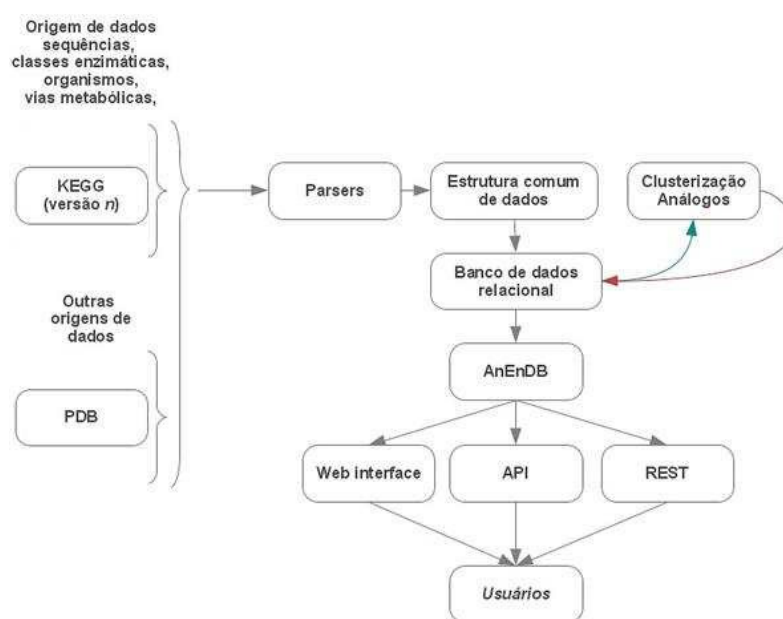 Origem de dados
sequências,
classes enzimáticas,
organismos,
vias metabólicas,
KEGG
(versão n)
Parsers
Estrutura comum
de dados
Clusterização
Análogos
Banco de dados
relacional
Outras
origens de
dados
PDB
AnEnDB
Web interface
API
REST
Usuários